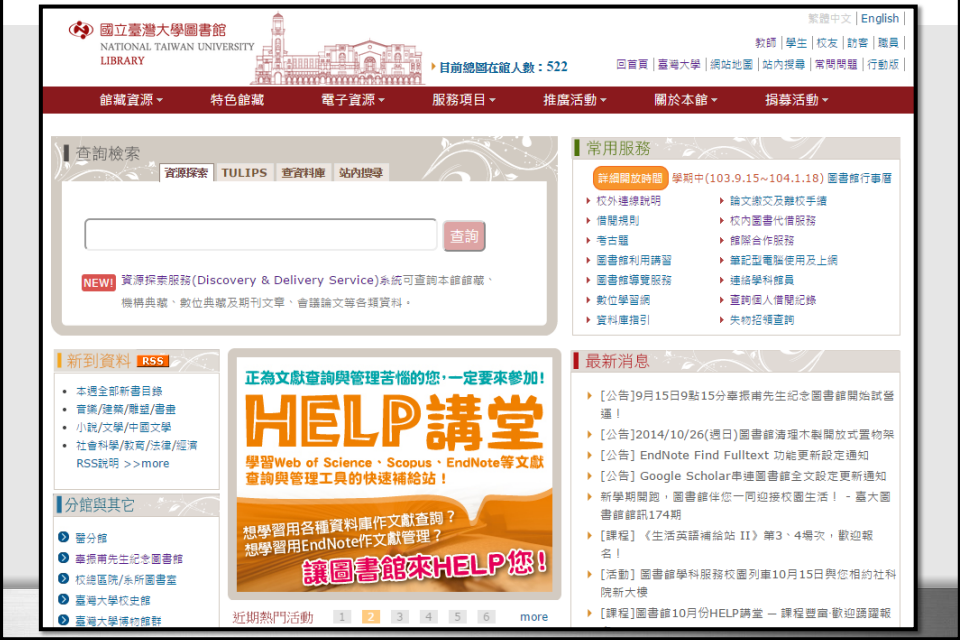 繁體中文 | English |
國立臺灣大學圖書館
NATIONAL TAIWAN UNIVERSITY
LIBRARY
教師 | 學生 | 校友 | 訪客 | 職員 |
目前總圖在館人數：522
回首頁 | 臺灣大學 | 網站地圖 | 站內搜尋 | 常問問題 | 行動版 |
館藏資源 特色館藏 電子資源 服務項目 推廣活動 關於本館 捐募活動
查詢檢索
資源探索 TULIPS 查資料庫 站內搜尋
查詢
NEW! 資源探索服務(Discovery & Delivery Service)系統可查詢本館館藏、
機構典藏、數位典藏及期刊文章、會議論文等各類資料。
常用服務
詳細開放時間 學期中(103.9.15~104.1.18) 圖書館行事曆
校外連線說明 論文繳交及離校手續
借閱規則 校內圖書代借服務
考古題 館際合作服務
圖書館利用講習 筆記型電腦使用及上網
圖書館導覽服務 連絡學科館員
數位學習網 查詢個人借閱紀錄
資料庫指引 失物招領查詢
新到資料 RSS
本週全部新書目錄
音樂/建築/雕塑/書畫
小說/文學/中國文學
社會科學/教育/法律/經濟
RSS說明 >>more
分館與其它
醫分館
辜振甫先生紀念圖書館
校總區院/系所圖書室
臺灣大學校史館
臺灣大學博物館群
正為文獻查詢與管理苦惱的您，一定要來參加！
HELP講堂
學習Web of Science、Scopus、EndNote等文獻
查詢與管理工具的快速補給站！
想學習用各種資料庫作文獻查詢？
想學習用EndNote作文獻管理？
讓圖書館來HELP您！
近期熱門活動 1 2 3 4 5 6 more
最新消息
[公告]9月15日9點15分辜振甫先生紀念圖書館開始試營
運！
[公告]2014/10/26(週日)圖書館清理木製開放式置物架
[公告] EndNote Find Fulltext 功能更新設定通知
[公告] Google Scholar串連圖書館全文設定更新通知
新學期開跑，圖書館伴您一同迎接校園生活！ - 臺大圖
書館館訊174期
[課程] 《生活英語補給站 II》第3、4場次，歡迎報
名！
[活動] 圖書館學科服務校園列車10月15日與您相約社科
院新大樓
[課程]圖書館10月份HELP講堂 — 課程豐富‧歡迎踴躍報